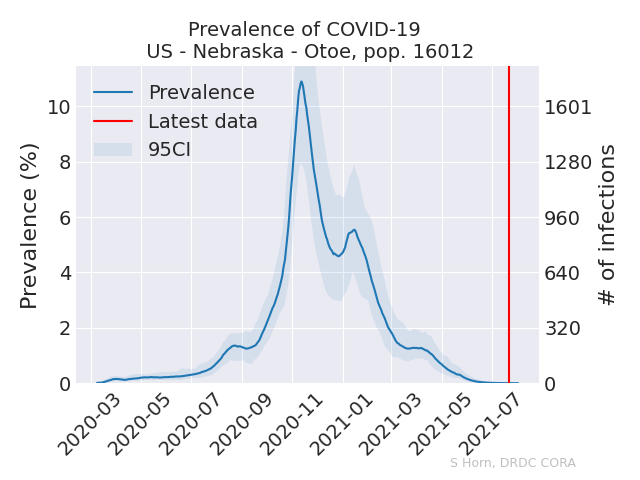 Prevalence of COVID-19
US - Nebraska - Otoe, pop. 16012
Prevalence
Latest data
95CI
Prevalence (%)
10
8
6
4
2
0
1601
1280
960
640
320
0
# of infections
2020-03
2020-05
2020-07
2020-09
2020-11
2021-01
2021-03
2021-05
2021-07
S Horn, DRDC CORA